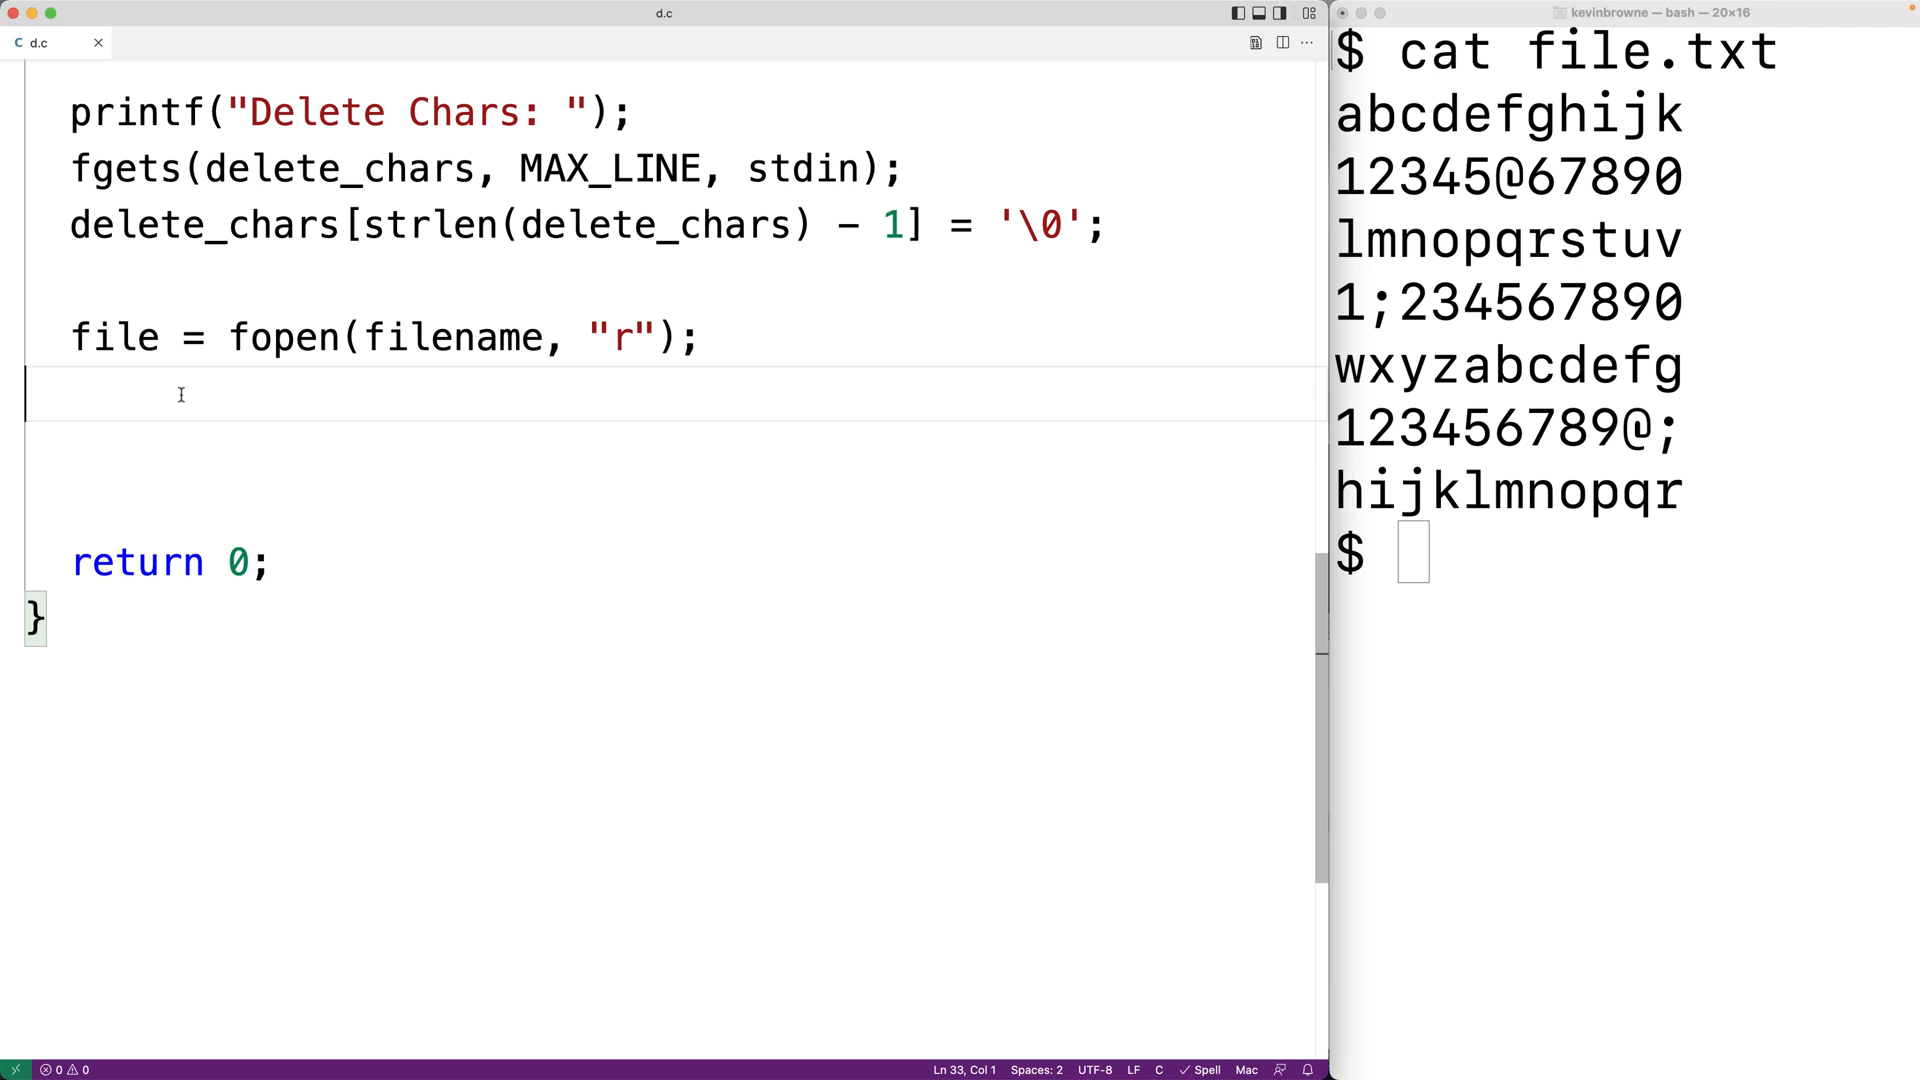 d.c
C d.c
printf("Delete Chars: ");
fgets(delete_chars, MAX_LINE, stdin);
delete_chars[strlen(delete_chars) - 1] = '\0';
file = fopen(filename, "r");
return 0;
}
0 0
Ln 33, Col 1 Spaces: 2 UTF-8 LF C Spell Mac
kevinbrowne — bash — 20×16
$ cat file.txt
abcdefghijk
12345@67890
lmnopqrstuv
1;234567890
wxyzabcdefg
123456789@;
hijklmnopqr
$